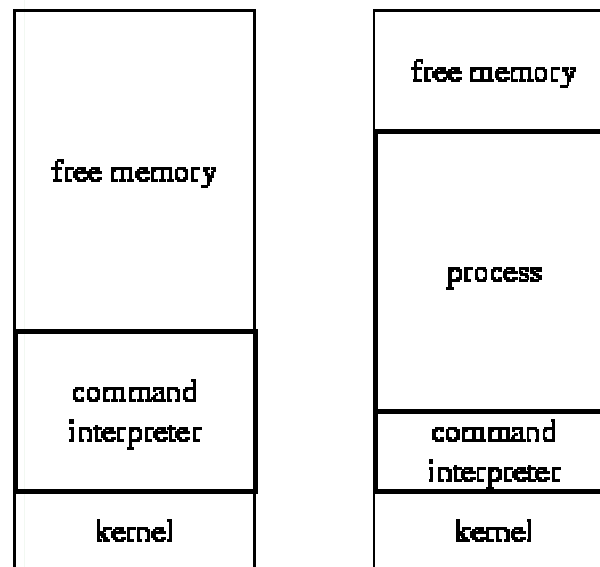 free memory
command
interpreter
kernel
free memory
process
command
interpreter
kernel